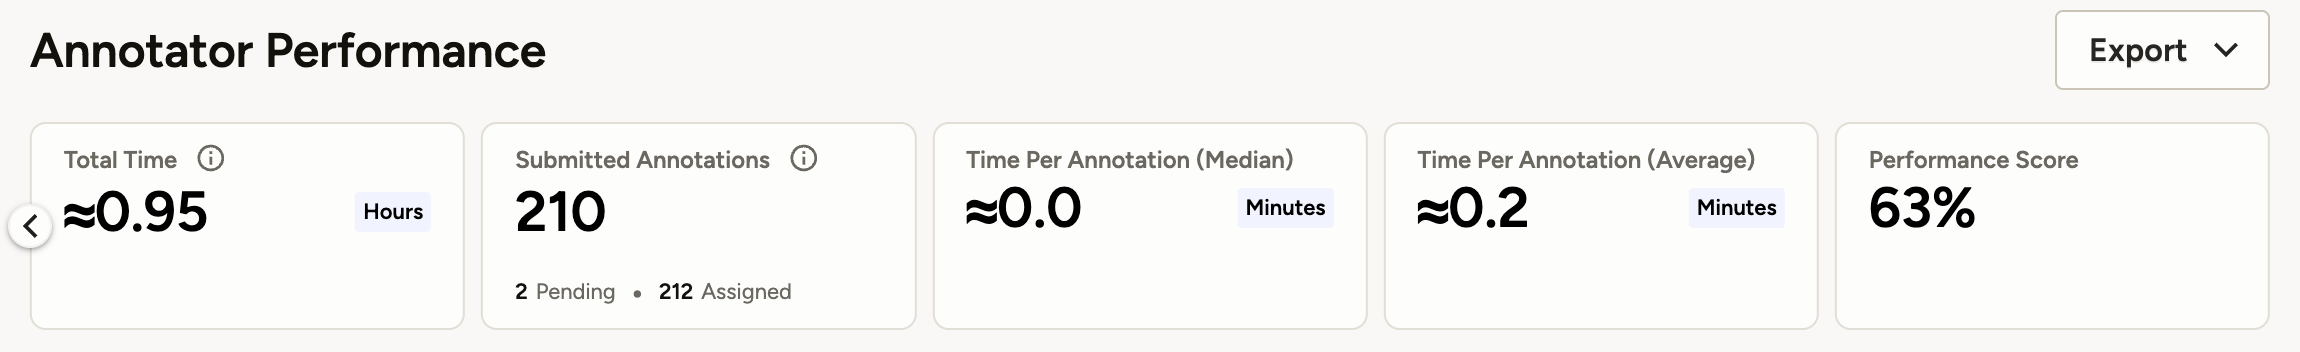 Annotator Performance
Export
Total Time
≈0.95 Hours
Submitted Annotations
210
2 Pending • 212 Assigned
Time Per Annotation (Median)
≈0.0 Minutes
Time Per Annotation (Average)
≈0.2 Minutes
Performance Score
63%